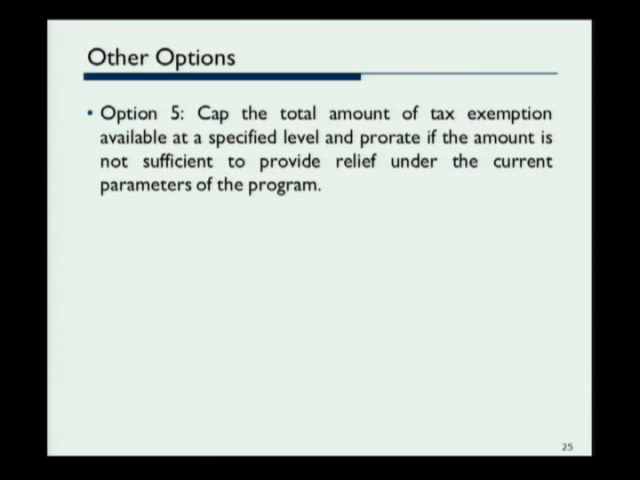 Other Options
• Option 5: Cap the total amount of tax exemption
available at a specified level and prorate if the amount is
not sufficient to provide relief under the current
parameters of the program.
25